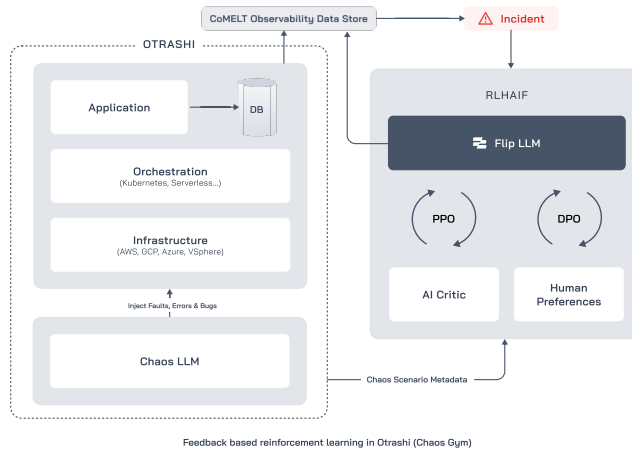 CoMELT Observability Data Store
Incident
OTRASHI
Application
DB
Orchestration
(Kubernetes, Serverless...)
Infrastructure
(AWS, GCP, Azure, VSphere)
Inject Faults, Errors & Bugs
Chaos LLM
RLHAIF
Flip LLM
PPO
DPO
AI Critic
Human
Preferences
Chaos Scenario Metadata
Feedback based reinforcement learning in Otrashi (Chaos Gym)